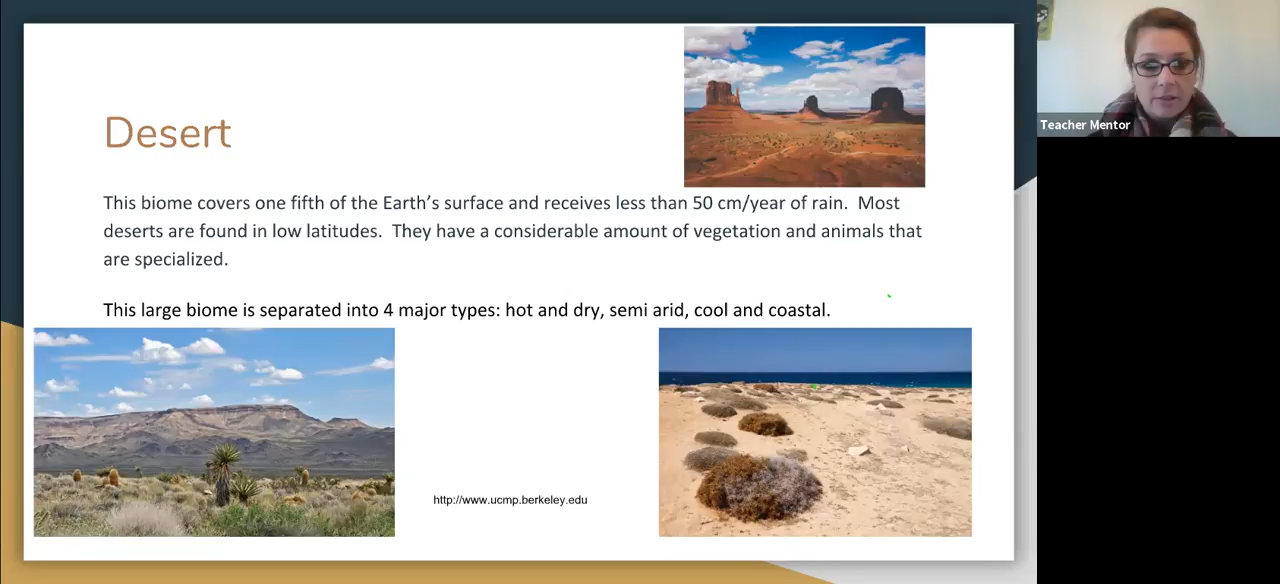 Desert
This biome covers one fifth of the Earth’s surface and receives less than 50 cm/year of rain.  Most
deserts are found in low latitudes.  They have a considerable amount of vegetation and animals that
are specialized.
This large biome is separated into 4 major types: hot and dry, semi arid, cool and coastal.
http://www.ucmp.berkeley.edu
Teacher Mentor